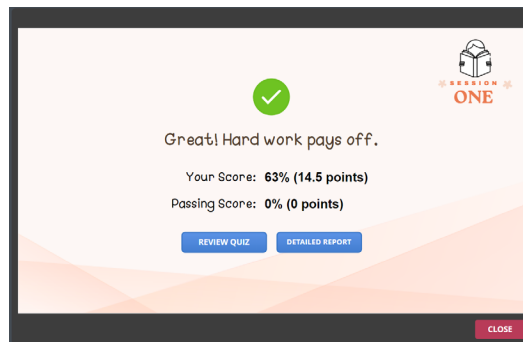 SESSION
ONE
Great! Hard work pays off.
Your Score: 63% (14.5 points)
Passing Score: 0% (0 points)
REVIEW QUIZ
DETAILED REPORT
CLOSE